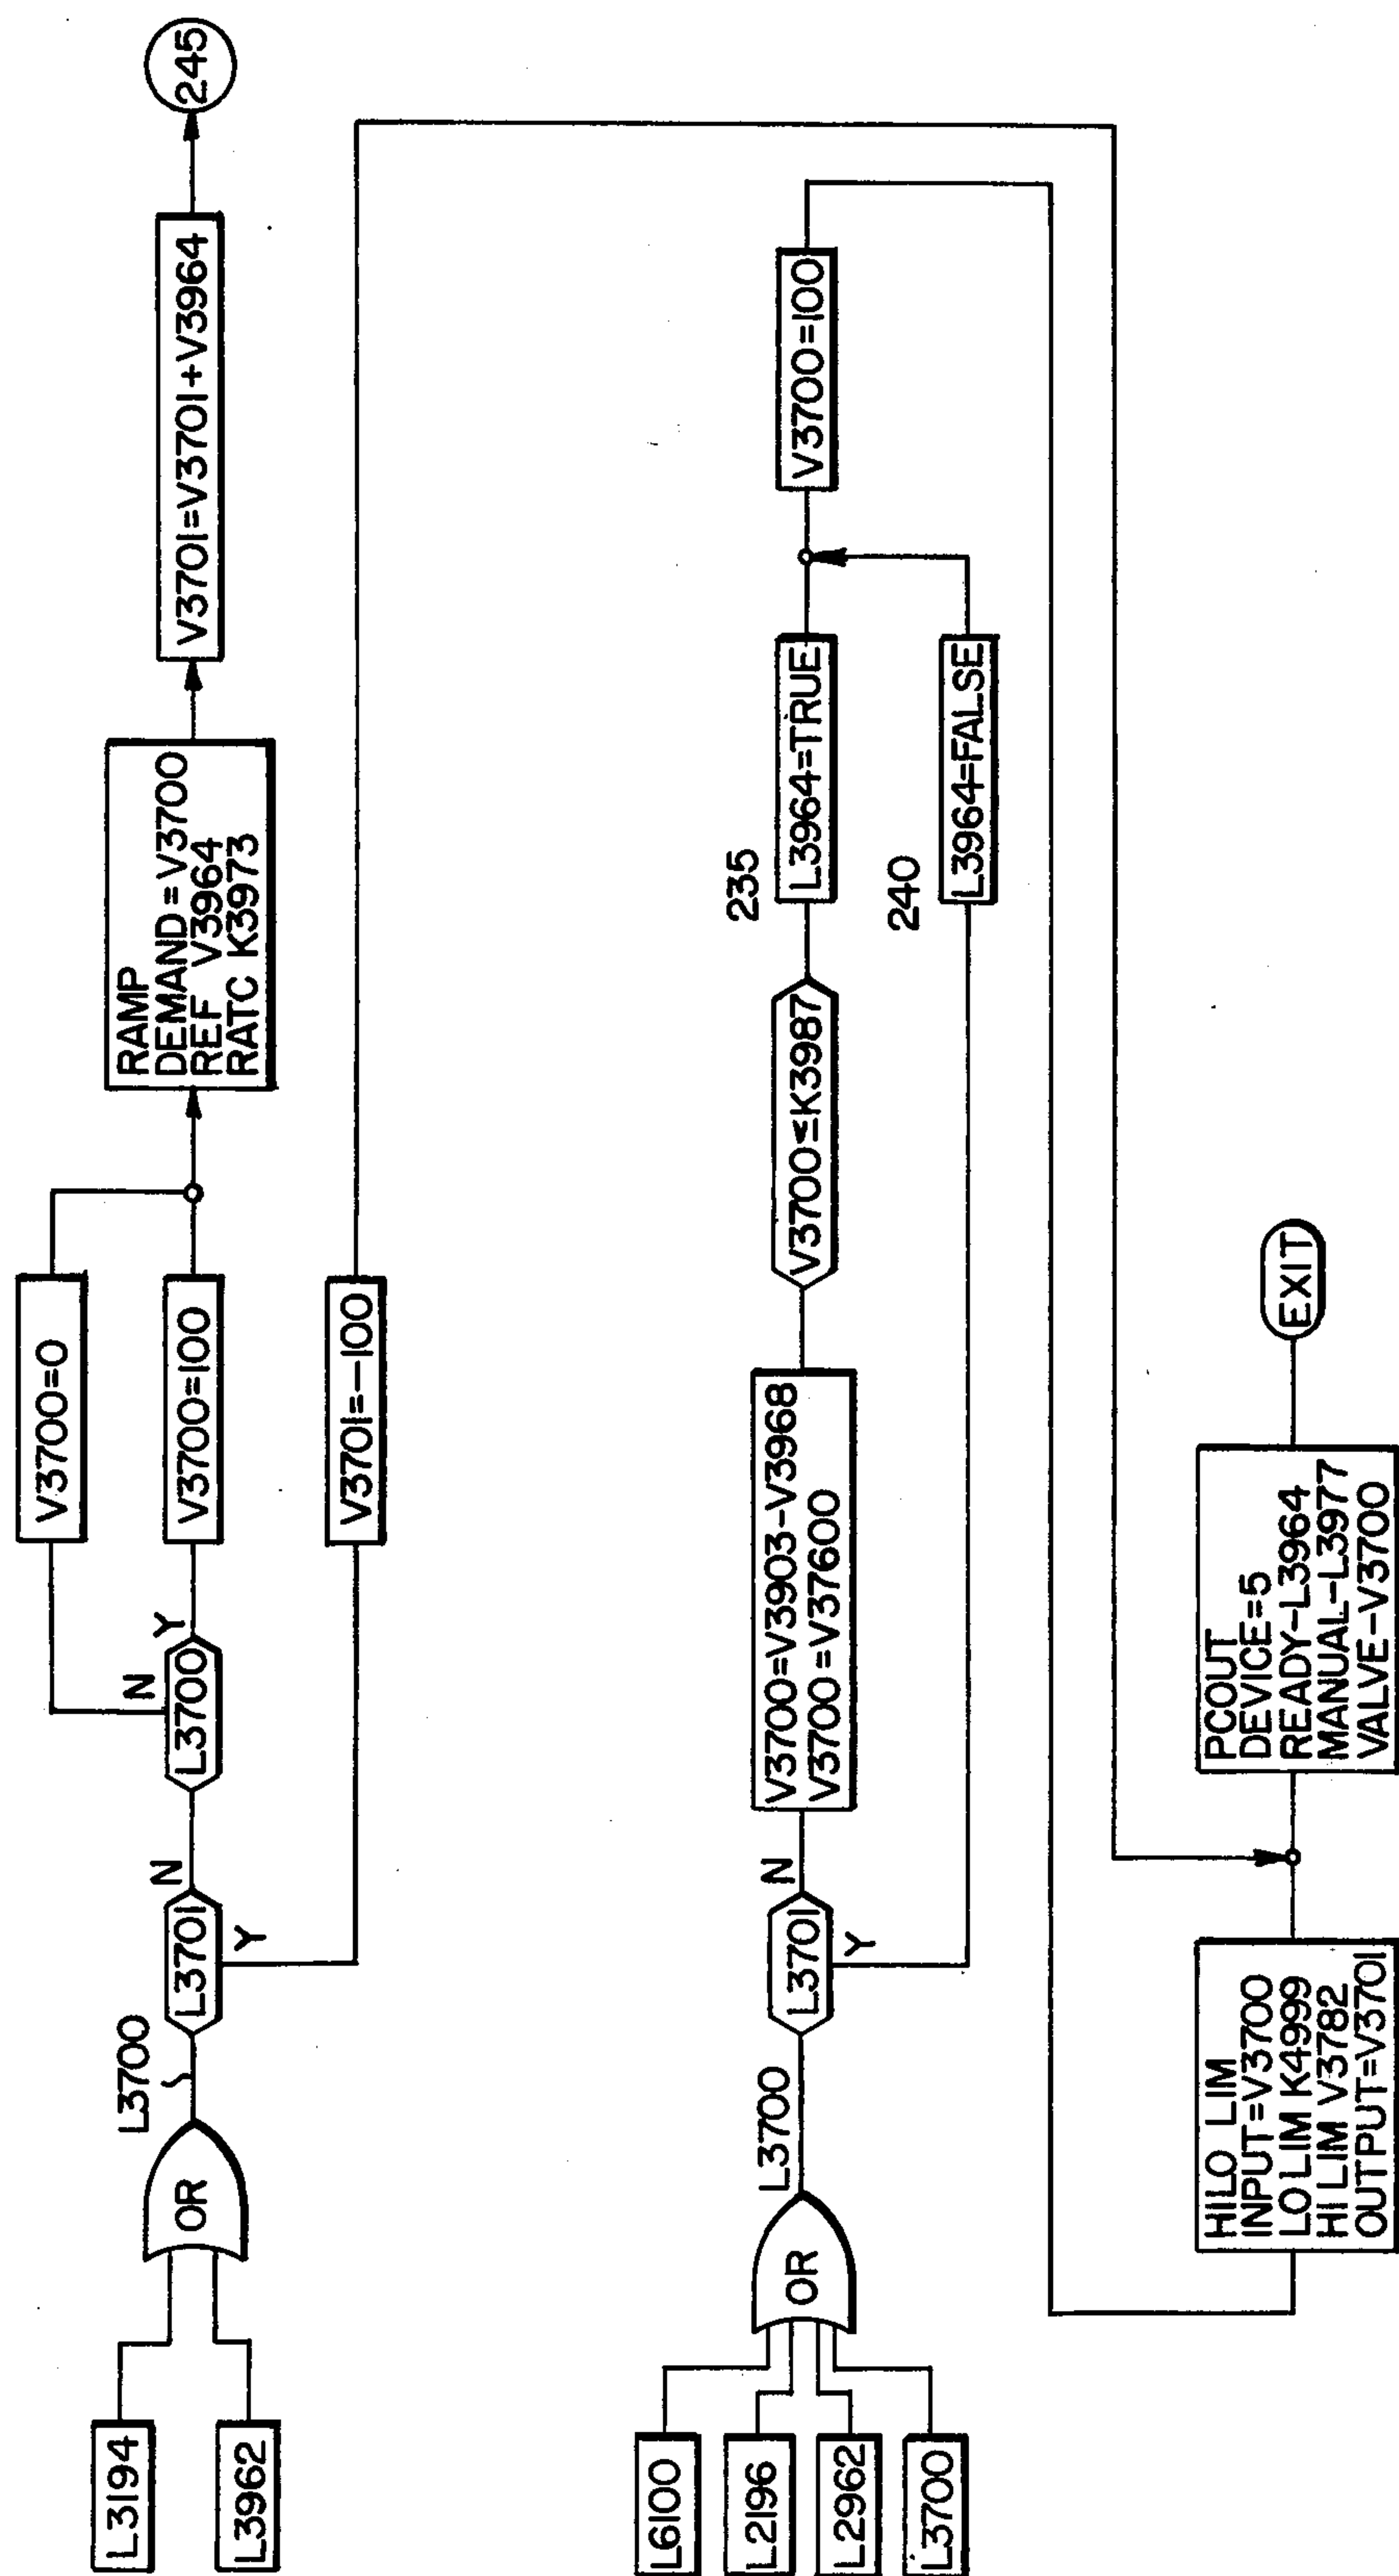 L3194
L3962
OR
L3700
L3701
N
Y
L3700
N
Y
V3700=0
V3700=100
V3701=-100
RAMP
DEMAND=V3700
REF V3964
RATC K3973
V3701=V3701+V3964
245
L6100
L2196
L2962
L3700
OR
L3700
L3701
N
Y
V3700=V3903-V3968
V3700=V37600
V3700≤K3987
235
L3964=TRUE
240
L3964=FALSE
V3700=100
HILO LIM
INPUT=V3700
LO LIM K4999
HI LIM V3782
OUTPUT=V3701
PCOUT
DEVICE=5
READY-L3964
MANUAL-L3977
VALVE-V3700
EXIT